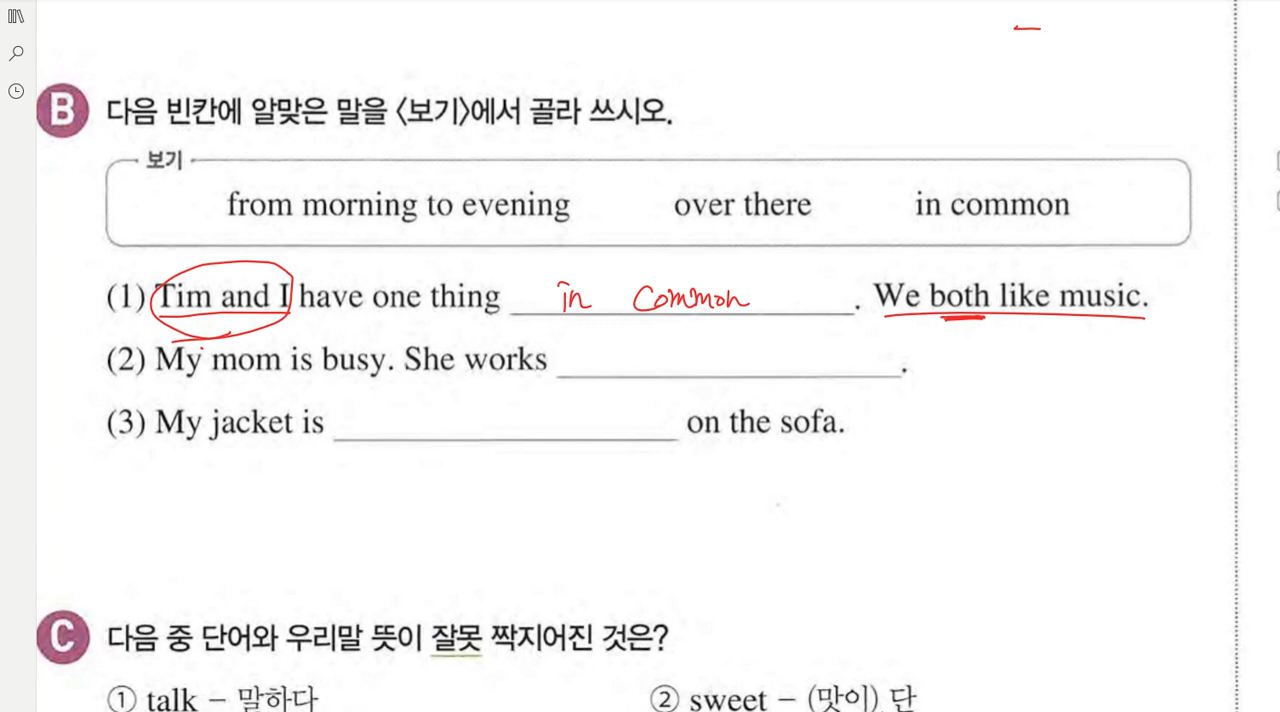 B 다음 빈칸에 알맞은 말을 〈보기〉에서 골라 쓰시오.
보기
from morning to evening over there in common
(1) Tim and I have one thing in common. We both like music.
(2) My mom is busy. She works ____________.
(3) My jacket is ____________ on the sofa.
C 다음 중 단어와 우리말 뜻이 잘못 짝지어진 것은?
① talk – 말하다 ② sweet – (맛이) 단